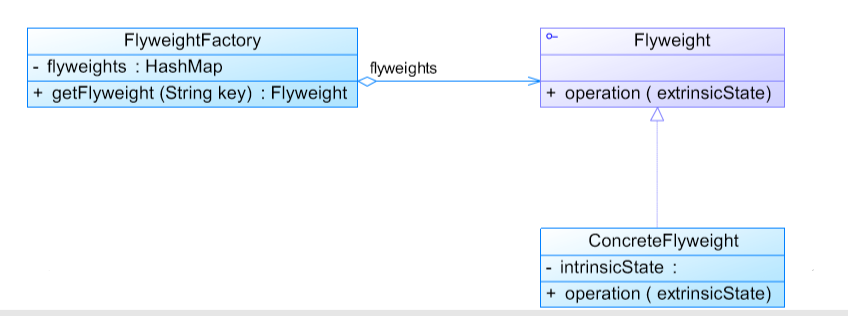 FlyweightFactory
- flyweights : HashMap
+ getFlyweight (String key) : Flyweight
flyweights
Flyweight
+ operation ( extrinsicState)
ConcreteFlyweight
- intrinsicState :
+ operation ( extrinsicState)